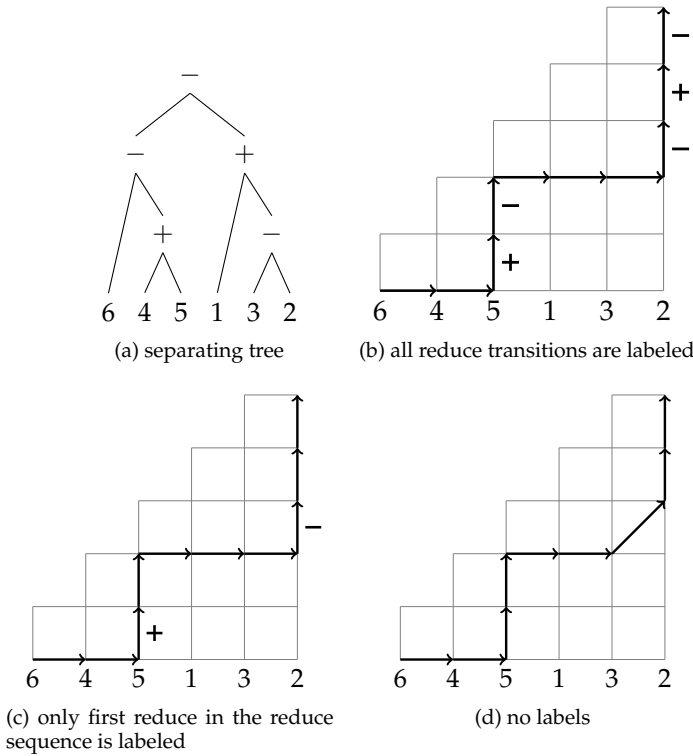 −
− +
+ −
6 4 5 1 3 2
(a) separating tree
−
+
−
−
+
6 4 5 1 3 2
(b) all reduce transitions are labeled
−
+
6 4 5 1 3 2
(c) only first reduce in the reduce
sequence is labeled
6 4 5 1 3 2
(d) no labels